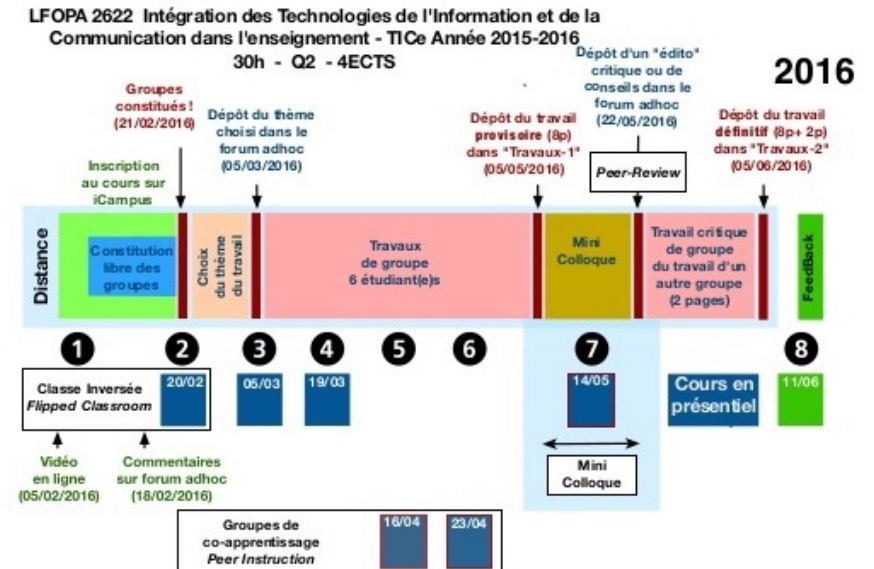 LFOPA 2622 Intégration des Technologies de l'Information et de la
Communication dans l'enseignement - TICe Année 2015-2016
30h - Q2 - 4ECTS
2016
Groupes
constitués !
(21/02/2016)
Dépôt du thème
choisi dans le
forum adhoc
(05/03/2016)
Dépôt du travail
provisoire (8p)
dans "Travaux-1"
(05/05/2016)
Dépôt d'un "édito"
critique ou de
conseils dans le
forum adhoc
(22/05/2016)
Peer-Review
Dépôt du travail
définitif (8p+ 2p)
dans "Travaux-2"
(05/06/2016)
Inscription
au cours sur
iCampus
Distance
Constitution
libre des
groupes
Choix
du thème
du travail
Travaux
de groupe
6 étudiant(e)s
Mini
Colloque
Travail critique
de groupe
du travail d'un
autre groupe
(2 pages)
FeedBack
1
2
3
4
5
6
7
8
Classe Inversée
Flipped Classroom
20/02
05/03
19/03
14/05
Cours en
présentiel
11/06
Vidéo
en ligne
(05/02/2016)
Commentaires
sur forum adhoc
(18/02/2016)
Mini
Colloque
Groupes de
co-apprentissage
Peer Instruction
16/04
23/04